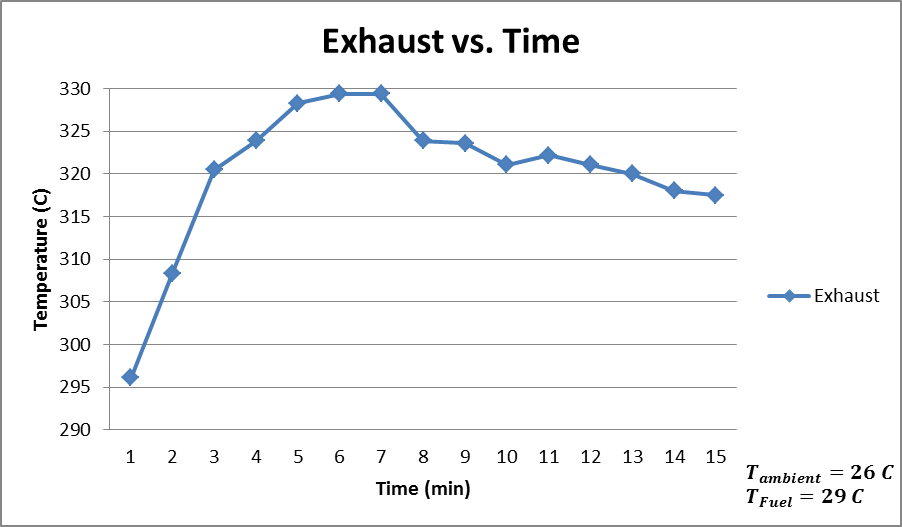 Exhaust vs. Time
Temperature (C)
330
325
320
315
310
305
300
295
290
1 2 3 4 5 6 7 8 9 10 11 12 13 14 15
Time (min)
Exhaust
T_ambient = 26 C
T_Fuel = 29 C